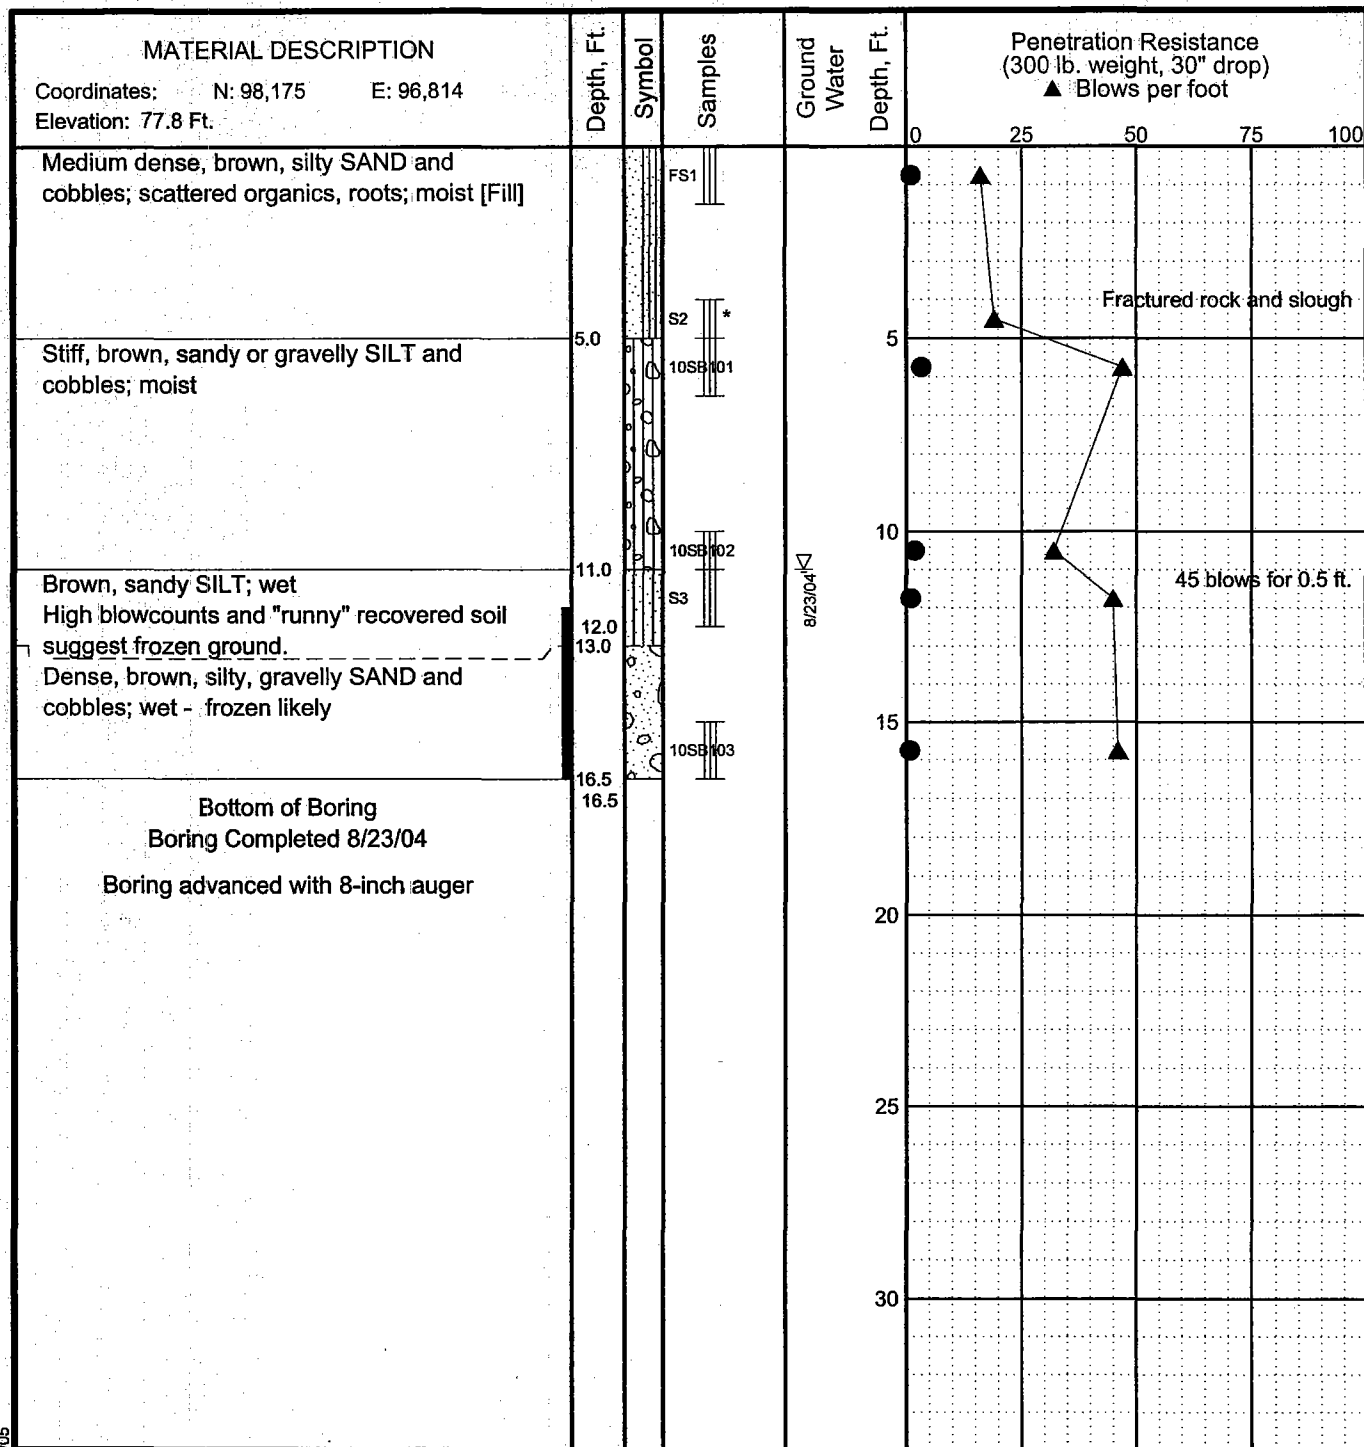 MATERIAL DESCRIPTION
Coordinates: N: 98,175 E: 96,814
Elevation: 77.8 Ft.
Depth, Ft.
Symbol
Samples
Ground
Water
Depth, Ft.
Penetration Resistance
(300 lb. weight, 30" drop)
▲ Blows per foot
0 25 50 75 100
Medium dense, brown, silty SAND and
cobbles; scattered organics, roots; moist [Fill]
FS1
Fractured rock and slough
S2 *
5.0
5
Stiff, brown, sandy or gravelly SILT and
cobbles; moist
10SB101
10
10SB102
11.0
8/23/04
45 blows for 0.5 ft.
Brown, sandy SILT; wet
High blowcounts and "runny" recovered soil
suggest frozen ground.
S3
12.0
13.0
Dense, brown, silty, gravelly SAND and
cobbles; wet - frozen likely
15
10SB103
16.5
16.5
Bottom of Boring
Boring Completed 8/23/04
Boring advanced with 8-inch auger
20
25
30